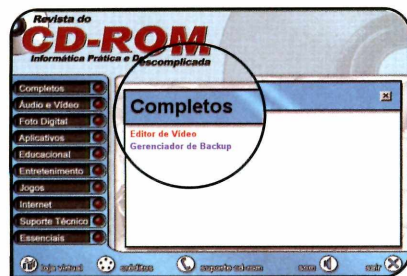 Revista do
CD-ROM
Informática Prática e Descomplicada
Completos
Áudio e Vídeo
Foto Digital
Aplicativos
Educacional
Entretenimento
Jogos
Internet
Suporte Técnico
Essenciais
Completos
Editor de Vídeo
Gerenciador de Backup
loja virtual
créditos
suporte cd-rom
som
sair